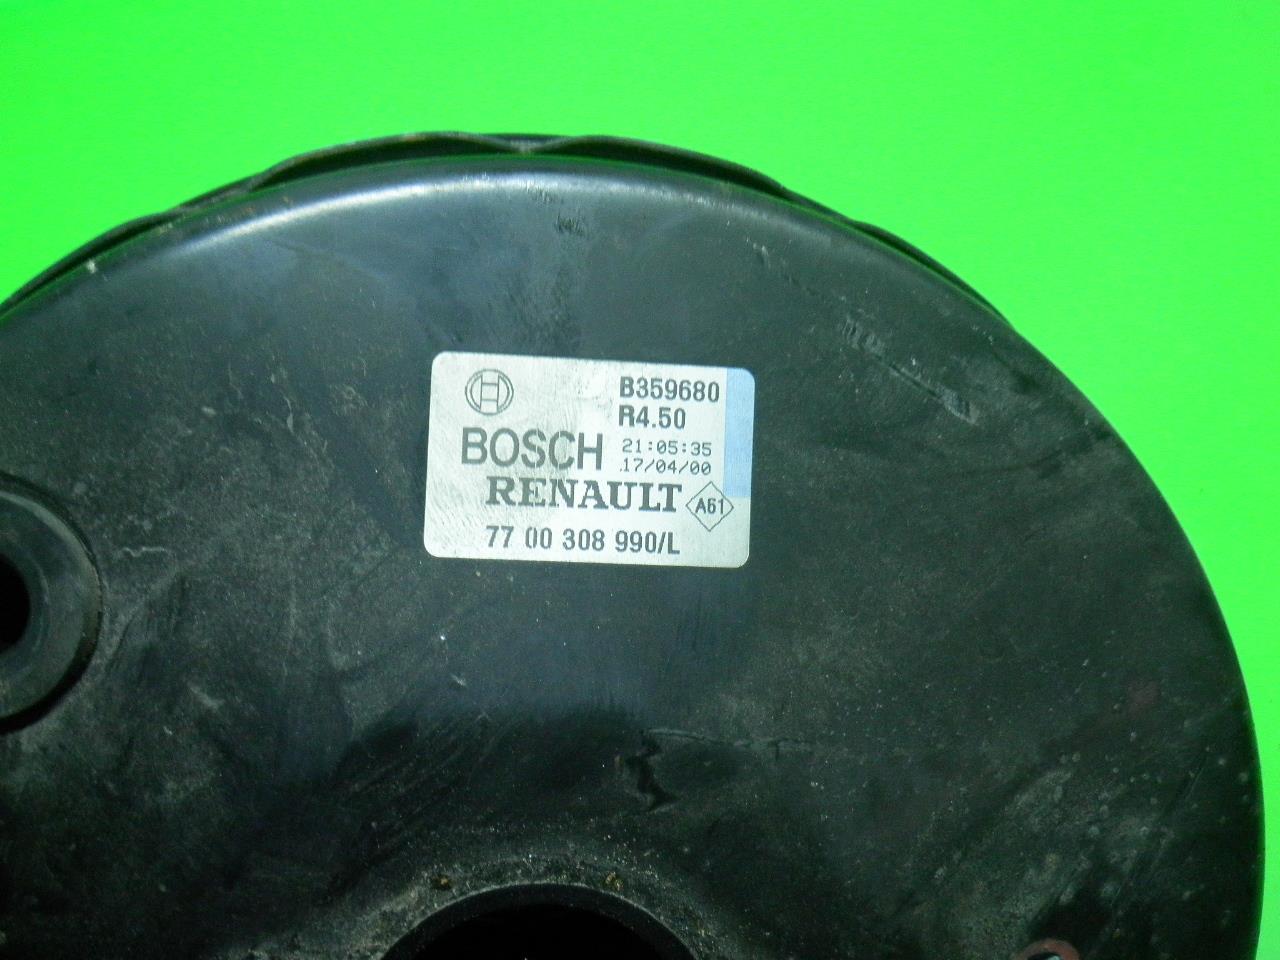 B359680
R4.50
BOSCH
21:05:35
17/04/00
RENAULT
A61
77 00 308 990/L